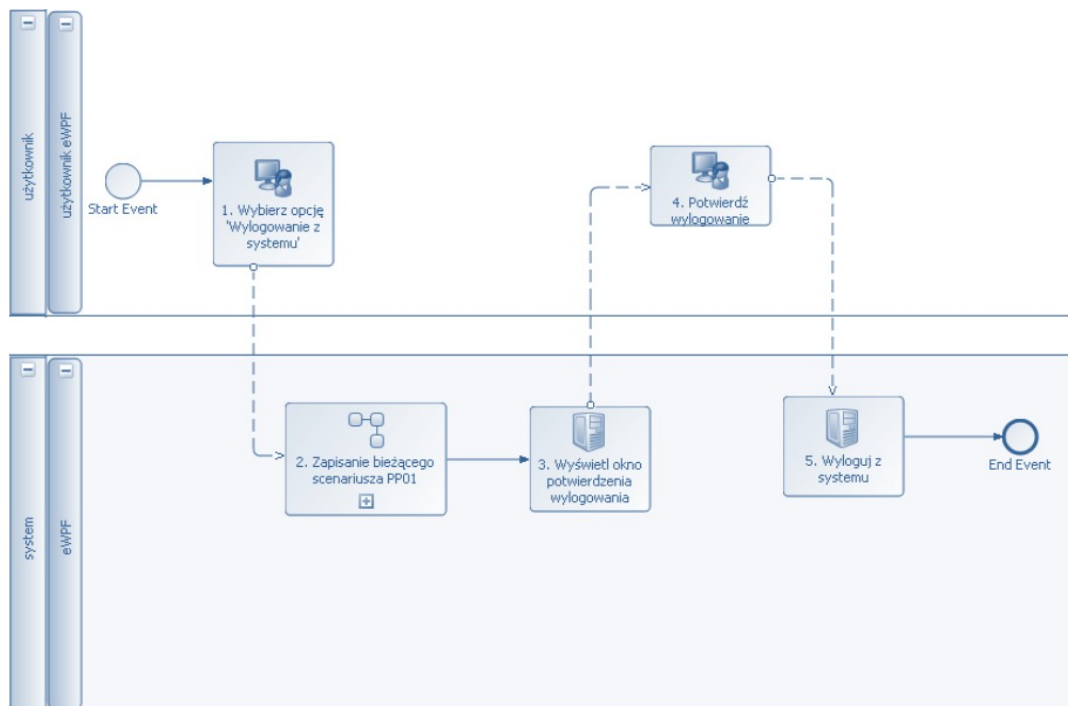 użytkownik
użytkownik eWPF
Start Event
1. Wybierz opcję
'Wylogowanie z
systemu'
4. Potwierdź
wylogowanie
system
eWPF
2. Zapisanie bieżącego
scenariusza PP01
3. Wyświetl okno
potwierdzenia
wylogowania
5. Wyloguj z
systemu
End Event